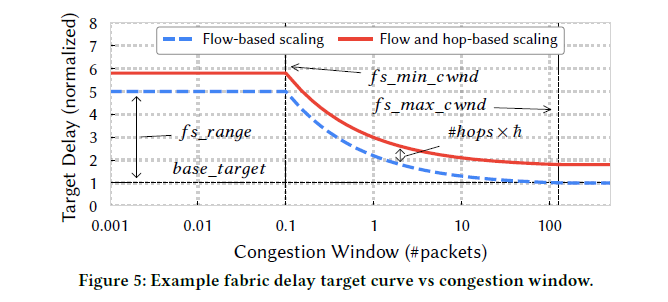 8
7
6
5
4
3
2
1
0
Target Delay (normalized)
Flow-based scaling
Flow and hop-based scaling
fs_min_cwnd
fs_max_cwnd
fs_range
#hops × ℏ
base_target
0.001 0.01 0.1 1 10 100
Congestion Window (#packets)
Figure 5: Example fabric delay target curve vs congestion window.